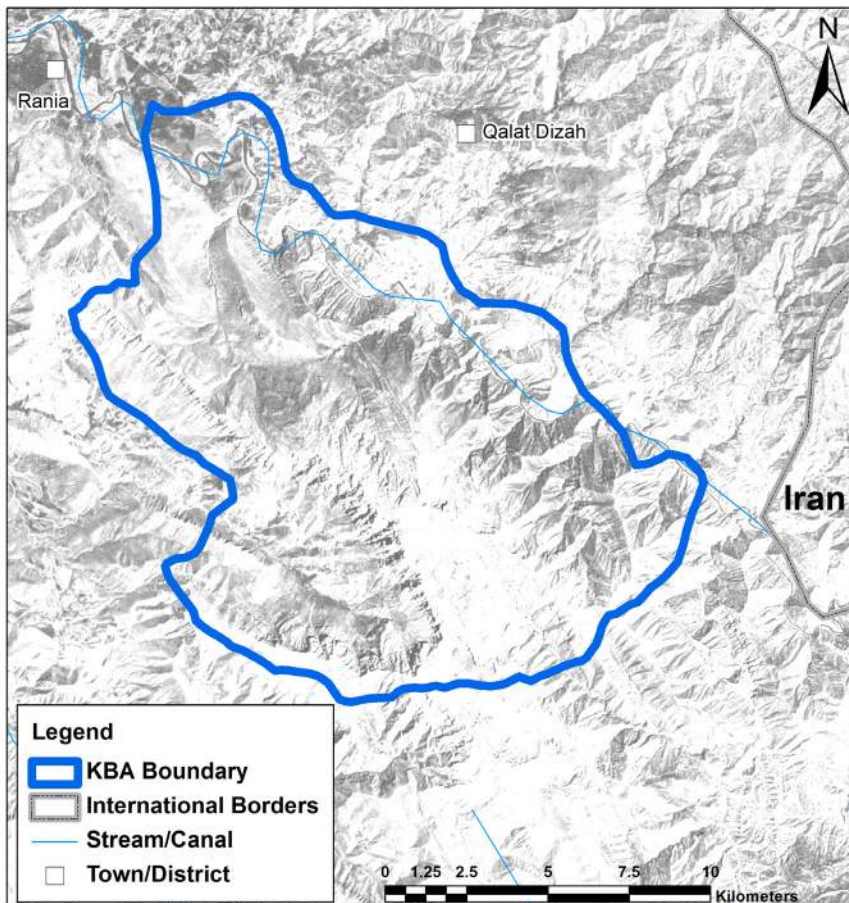 N
Rania
Qalat Dizah
Iran
Legend
KBA Boundary
International Borders
Stream/Canal
Town/District
0 1.25 2.5 5 7.5 10
Kilometers